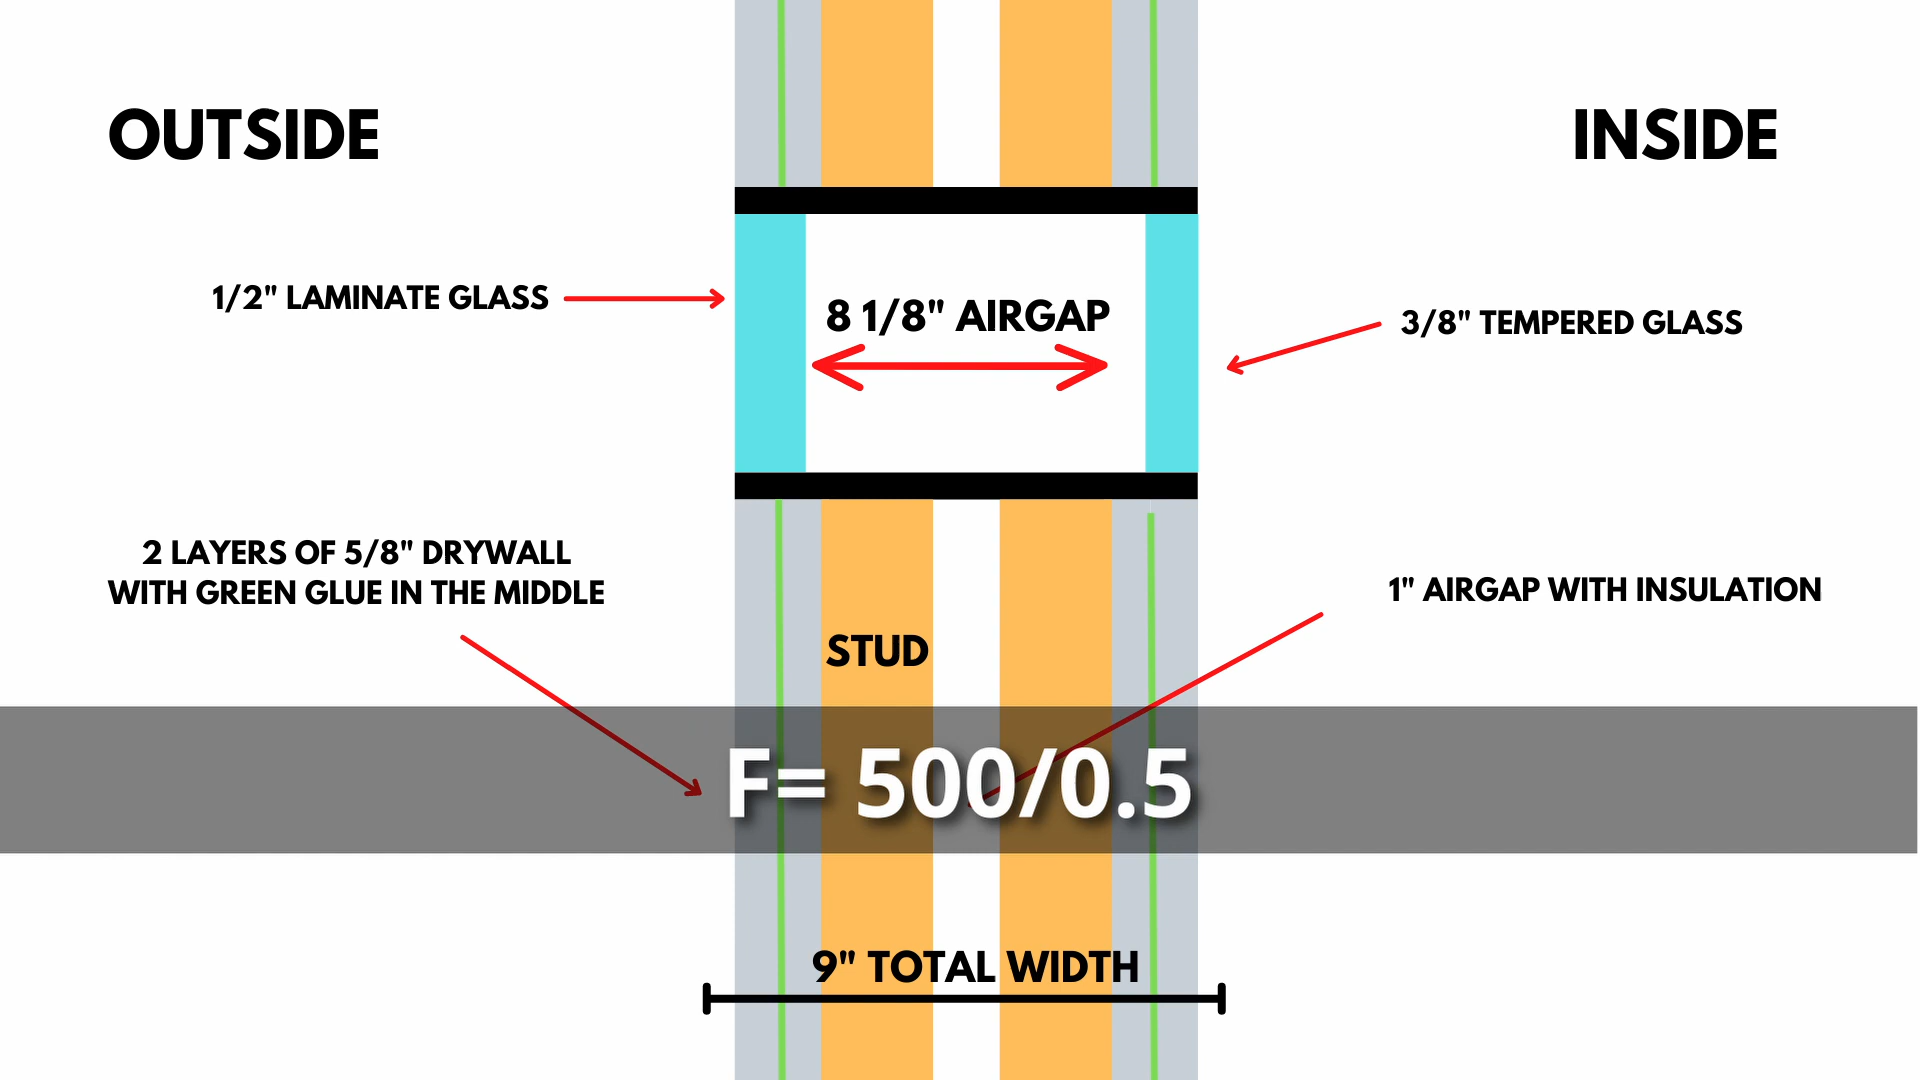 OUTSIDE
INSIDE
1/2" LAMINATE GLASS
8 1/8" AIRGAP
3/8" TEMPERED GLASS
2 LAYERS OF 5/8" DRYWALL
WITH GREEN GLUE IN THE MIDDLE
1" AIRGAP WITH INSULATION
STUD
F= 500/0.5
9" TOTAL WIDTH